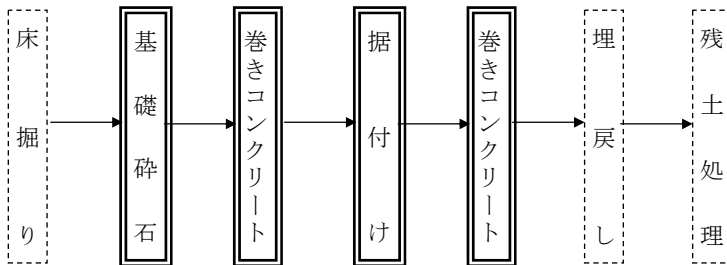 床掘り
基礎砕石
巻きコンクリート
据付け
巻きコンクリート
埋戻し
残土処理